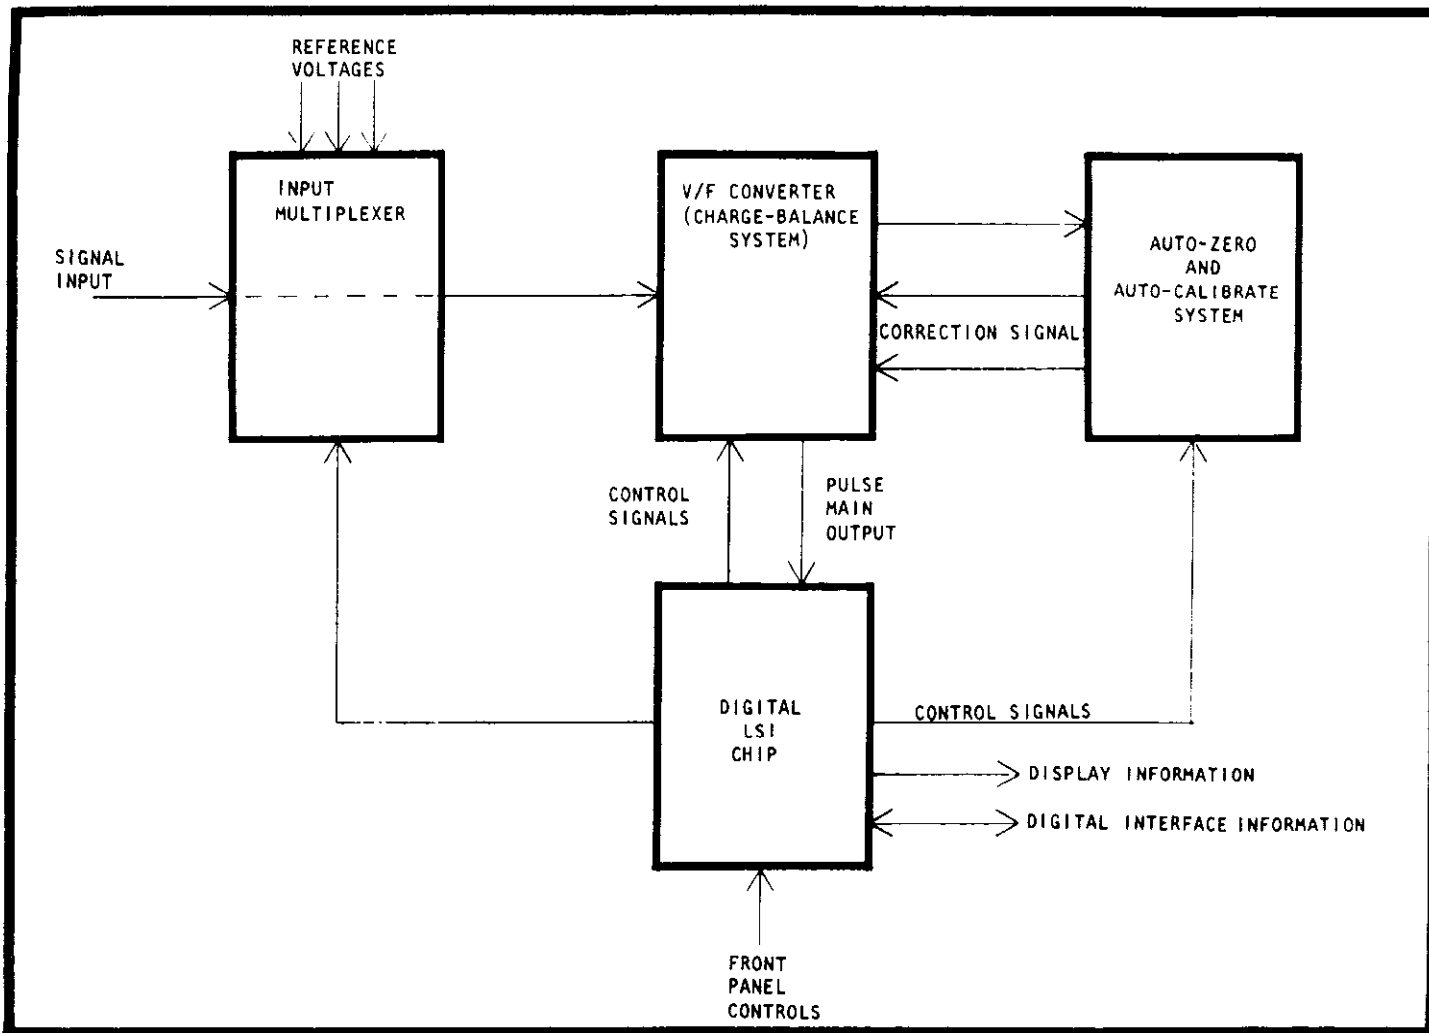 REFERENCE
VOLTAGES
INPUT
MULTIPLEXER
SIGNAL
INPUT
V/F CONVERTER
(CHARGE-BALANCE
SYSTEM)
AUTO-ZERO
AND
AUTO-CALIBRATE
SYSTEM
CORRECTION SIGNAL
CONTROL
SIGNALS
PULSE
MAIN
OUTPUT
DIGITAL
LSI
CHIP
CONTROL SIGNALS
DISPLAY INFORMATION
DIGITAL INTERFACE INFORMATION
FRONT
PANEL
CONTROLS